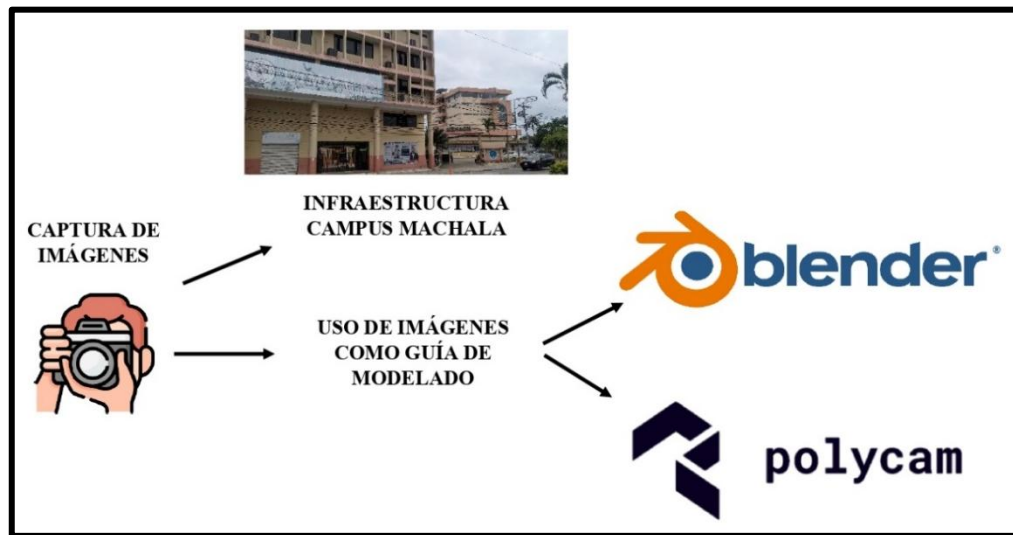 INFRAESTRUCTURA
CAMPUS MACHALA
CAPTURA DE
IMÁGENES
USO DE IMÁGENES
COMO GUÍA DE
MODELADO
blender®
polycam